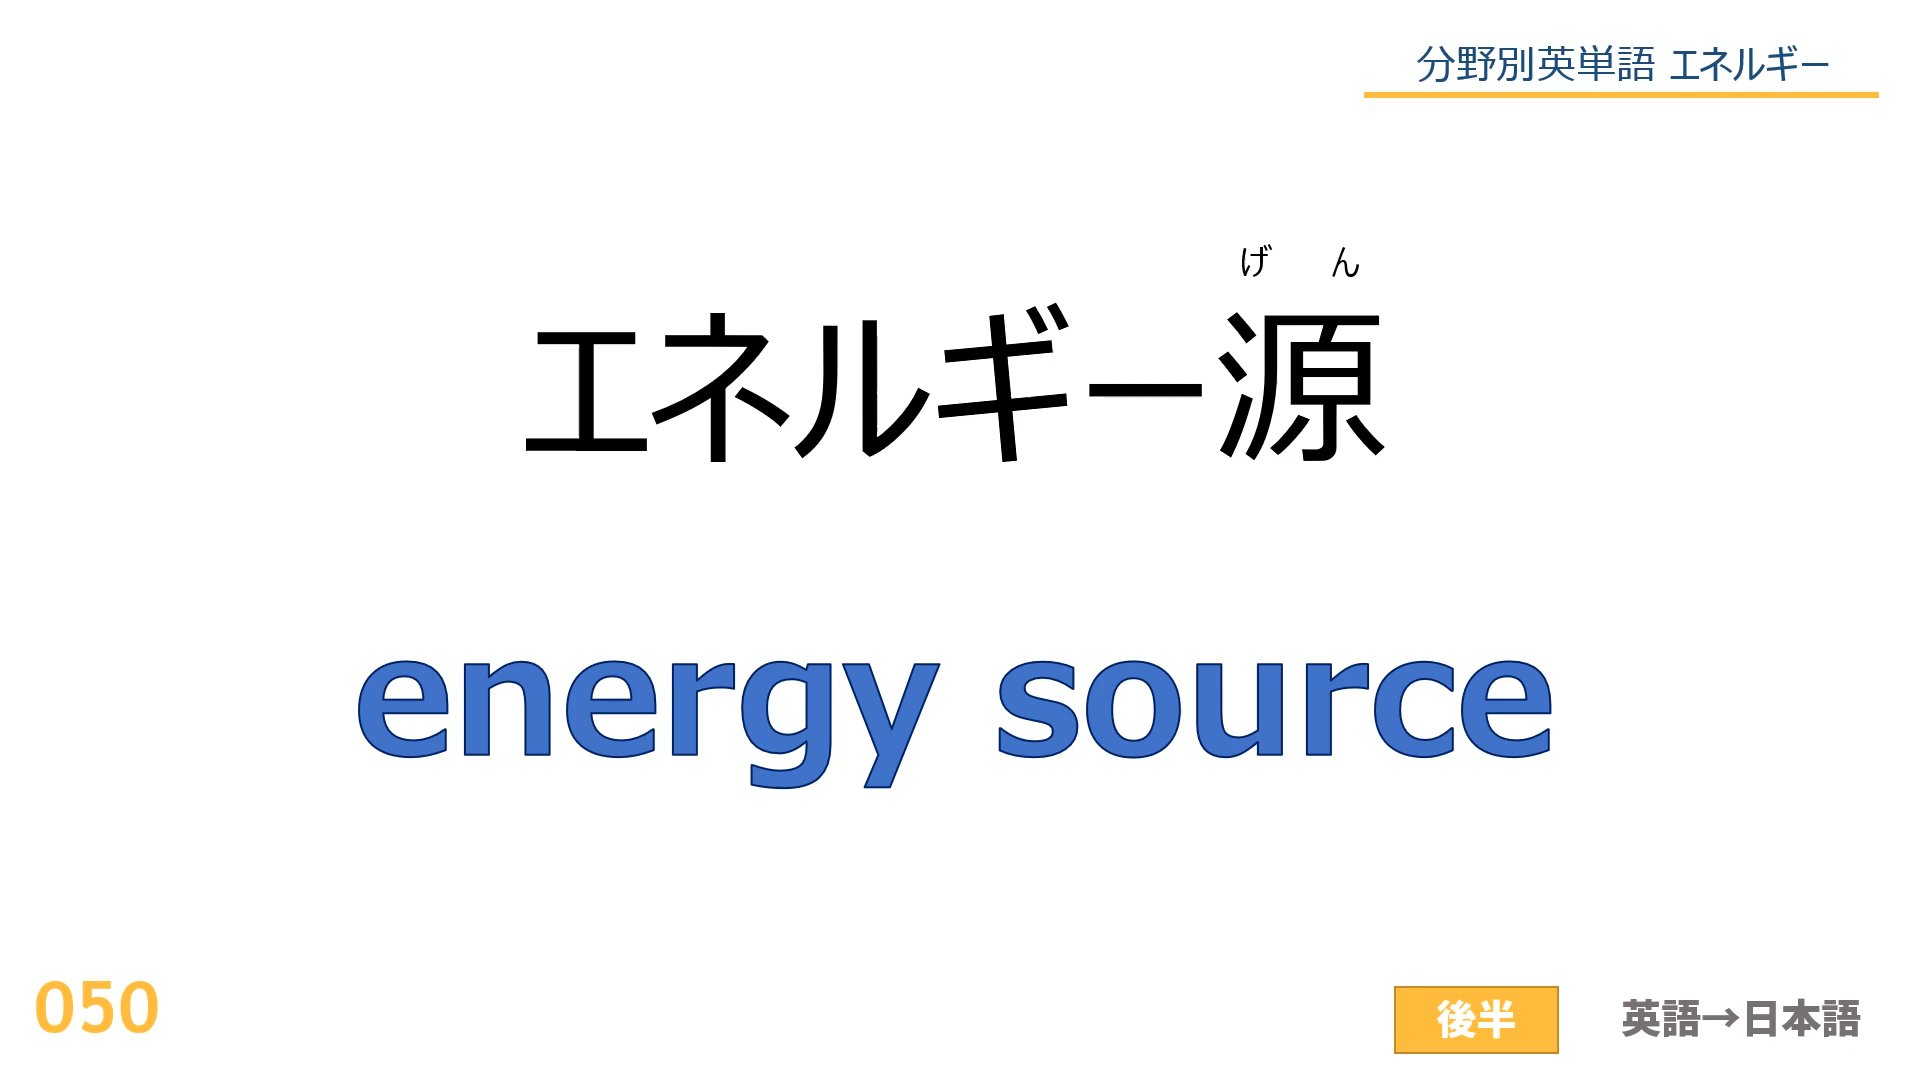 分野別英単語 エネルギー
げん
エネルギー源
energy source
050
後半
英語→日本語